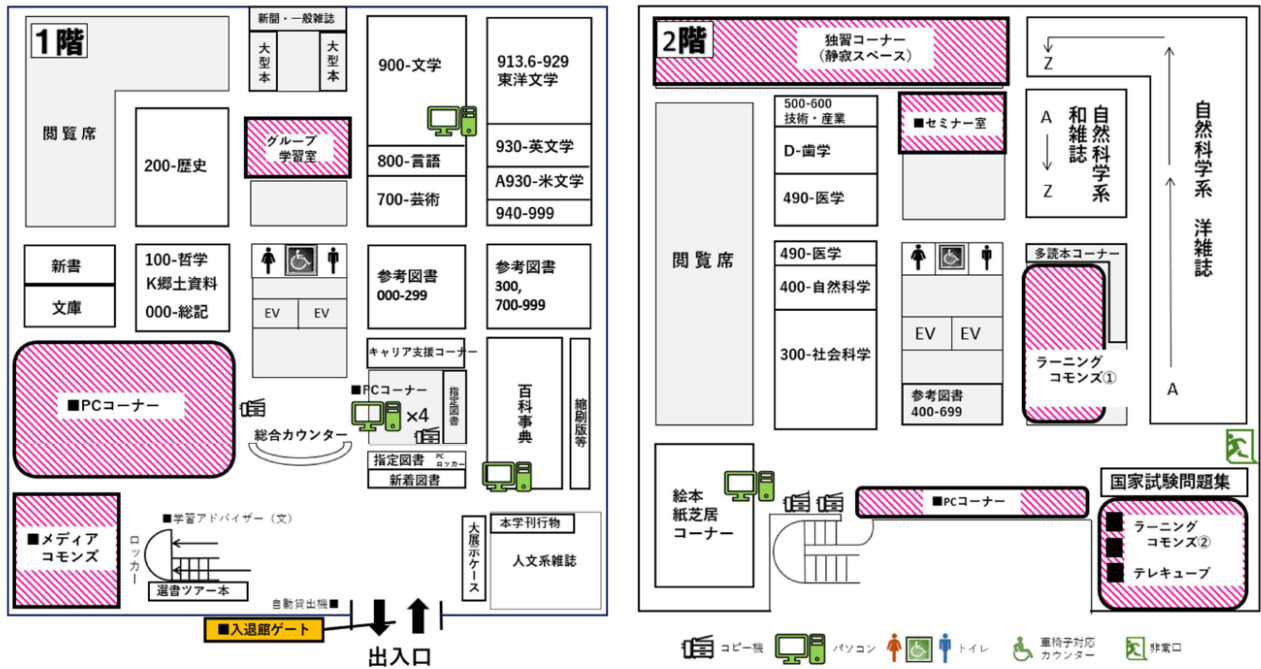 1階
新聞・一般雑誌
大型本
大型本
閲覧席
200-歴史
グループ
学習室
900-文学
800-言語
700-芸術
913.6-929
東洋文学
930-英文学
A930-米文学
940-999
新書
文庫
100-哲学
K郷土資料
000-総記
EV
EV
参考図書
000-299
参考図書
300,
700-999
■PCコーナー
総合カウンター
キャリア支援コーナー
■PCコーナー
×4
指定図書
指定図書
PC
ロッカー
新着図書
百科事典
縮刷版等
■メディア
コモンズ
■学習アドバイザー(文)
ロッカー
選書ツアー本
大展示ケース
本学刊行物
人文系雑誌
自動貸出機■
■入退館ゲート
出入口
2階
独習コーナー
(静寂スペース)
閲覧席
500-600
技術・産業
D-歯学
490-医学
■セミナー室
Z
A
Z
自然科学系
和雑誌
自然科学系 洋雑誌
A
490-医学
400-自然科学
300-社会科学
EV
EV
参考図書
400-699
多読本コーナー
ラーニング
コモンズ①
絵本
紙芝居
コーナー
■PCコーナー
国家試験問題集
ラーニング
コモンズ②
テレキューブ
コピー機
パソコン
トイレ
車椅子対応
カウンター
非常口